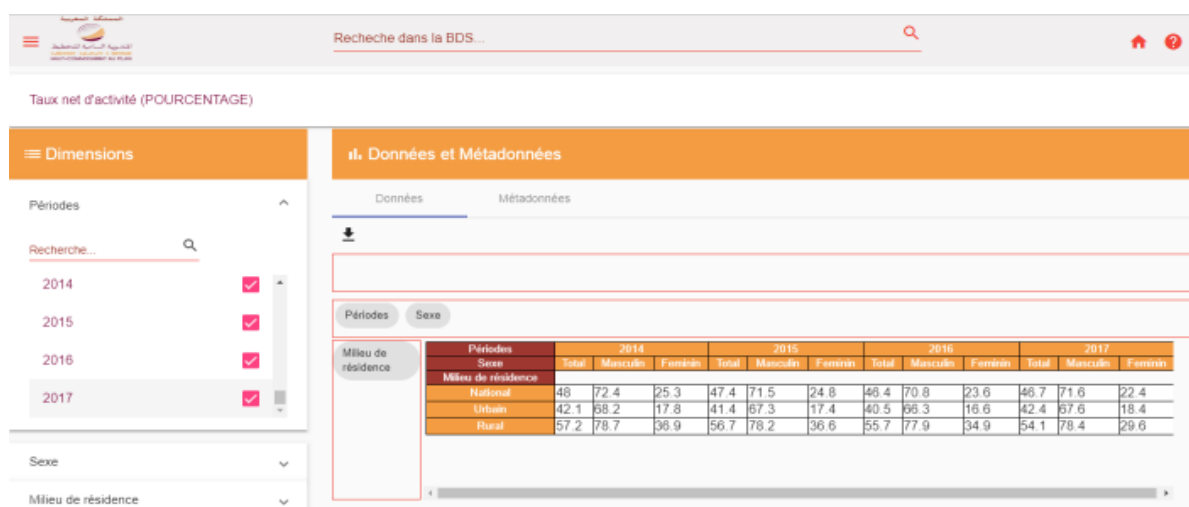 المملكة المغربية
Recheche dans la BDS...
HAUT-COMMISSARIAT AU PLAN
Taux net d'activité (POURCENTAGE)
Dimensions
Données et Métadonnées
Périodes
Données Métadonnées
Recherche...
2014
2015
2016
2017
Périodes Sexe
Milieu de résidence
Périodes 2014 2015 2016 2017
Sexe Total Masculin Feminin Total Masculin Feminin Total Masculin Feminin Total Masculin Feminin
Milieu de résidence
National 48 72.4 25.3 47.4 71.5 24.8 46.4 70.8 23.6 46.7 71.6 22.4
Urbain 42.1 68.2 17.8 41.4 67.3 17.4 40.5 66.3 16.6 42.4 67.6 18.4
Rural 57.2 78.7 36.9 56.7 78.2 36.6 55.7 77.9 34.9 54.1 78.4 29.6
Sexe
Milieu de résidence